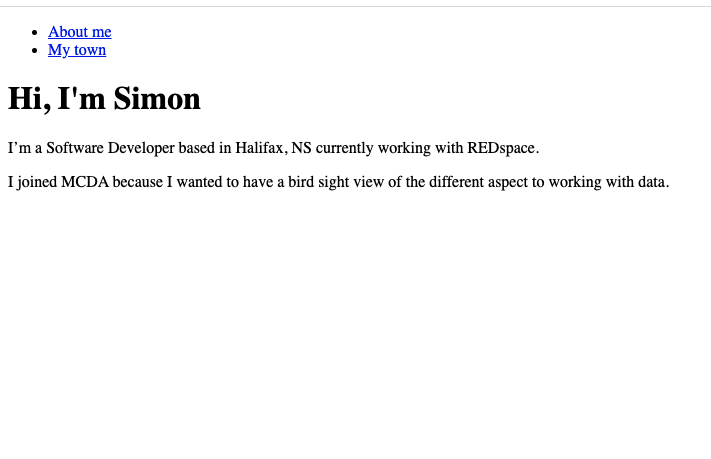 About me
My town
Hi, I'm Simon
I’m a Software Developer based in Halifax, NS currently working with REDspace.
I joined MCDA because I wanted to have a bird sight view of the different aspect to working with data.